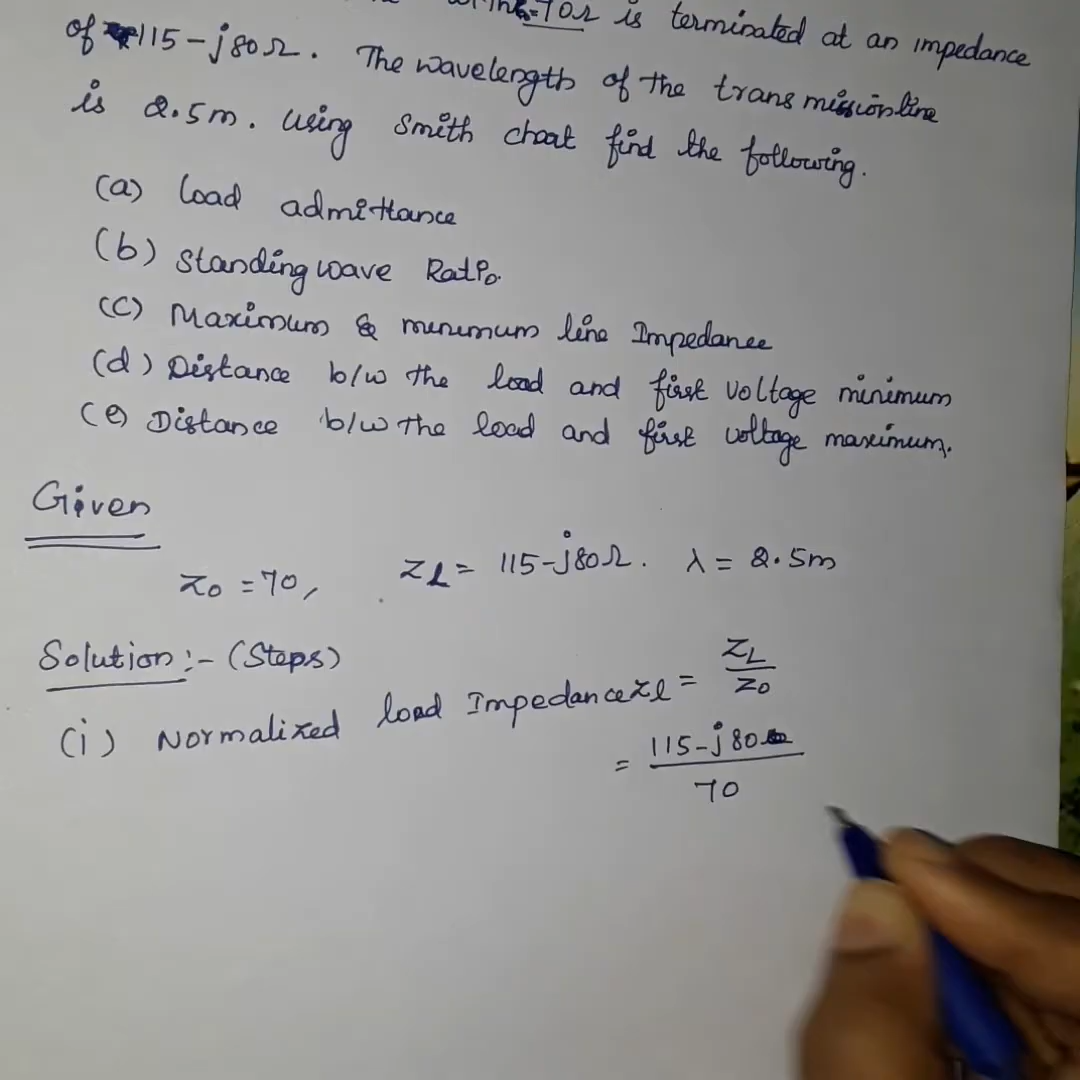 Z0=70Ω is terminated at an impedance
of 115-j80Ω. The wavelength of the transmission line
is 2.5m. using smith chart find the following.
(a) Load admittance
(b) Standing wave Ratio.
(c) Maximum & minimum line Impedance
(d) Distance b/w the load and first voltage minimum
(e) Distance b/w the load and first voltage maximum.
Given
Z0 = 70, ZL = 115-j80Ω. λ = 2.5m
Solution:- (Steps)
(i) Normalized load Impedance zl = ZL/Z0
= 115-j80/70